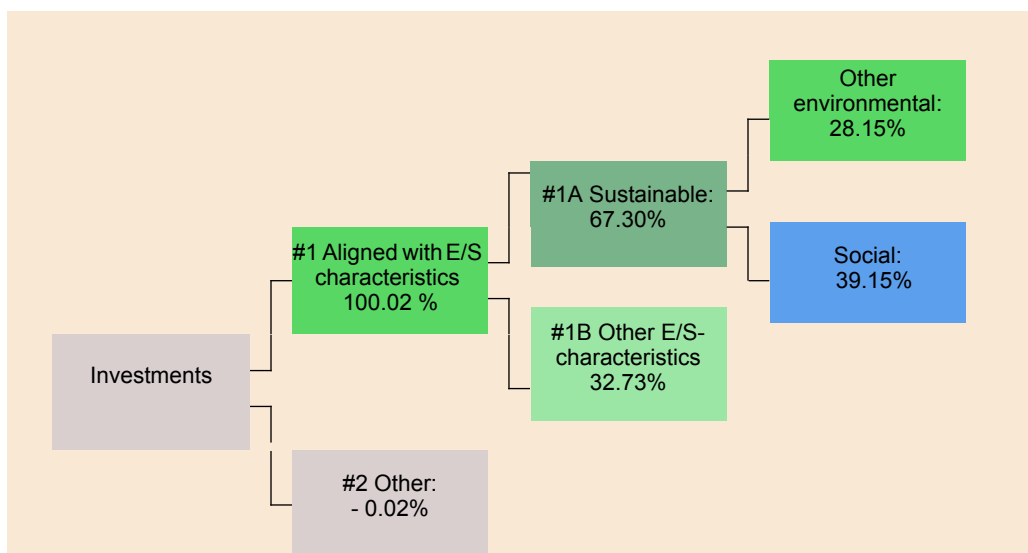 Other
environmental:
28.15%
#1A Sustainable:
67.30%
#1 Aligned with E/S
characteristics
100.02 %
Social:
39.15%
#1B Other E/S-
characteristics
32.73%
Investments
#2 Other:
- 0.02%